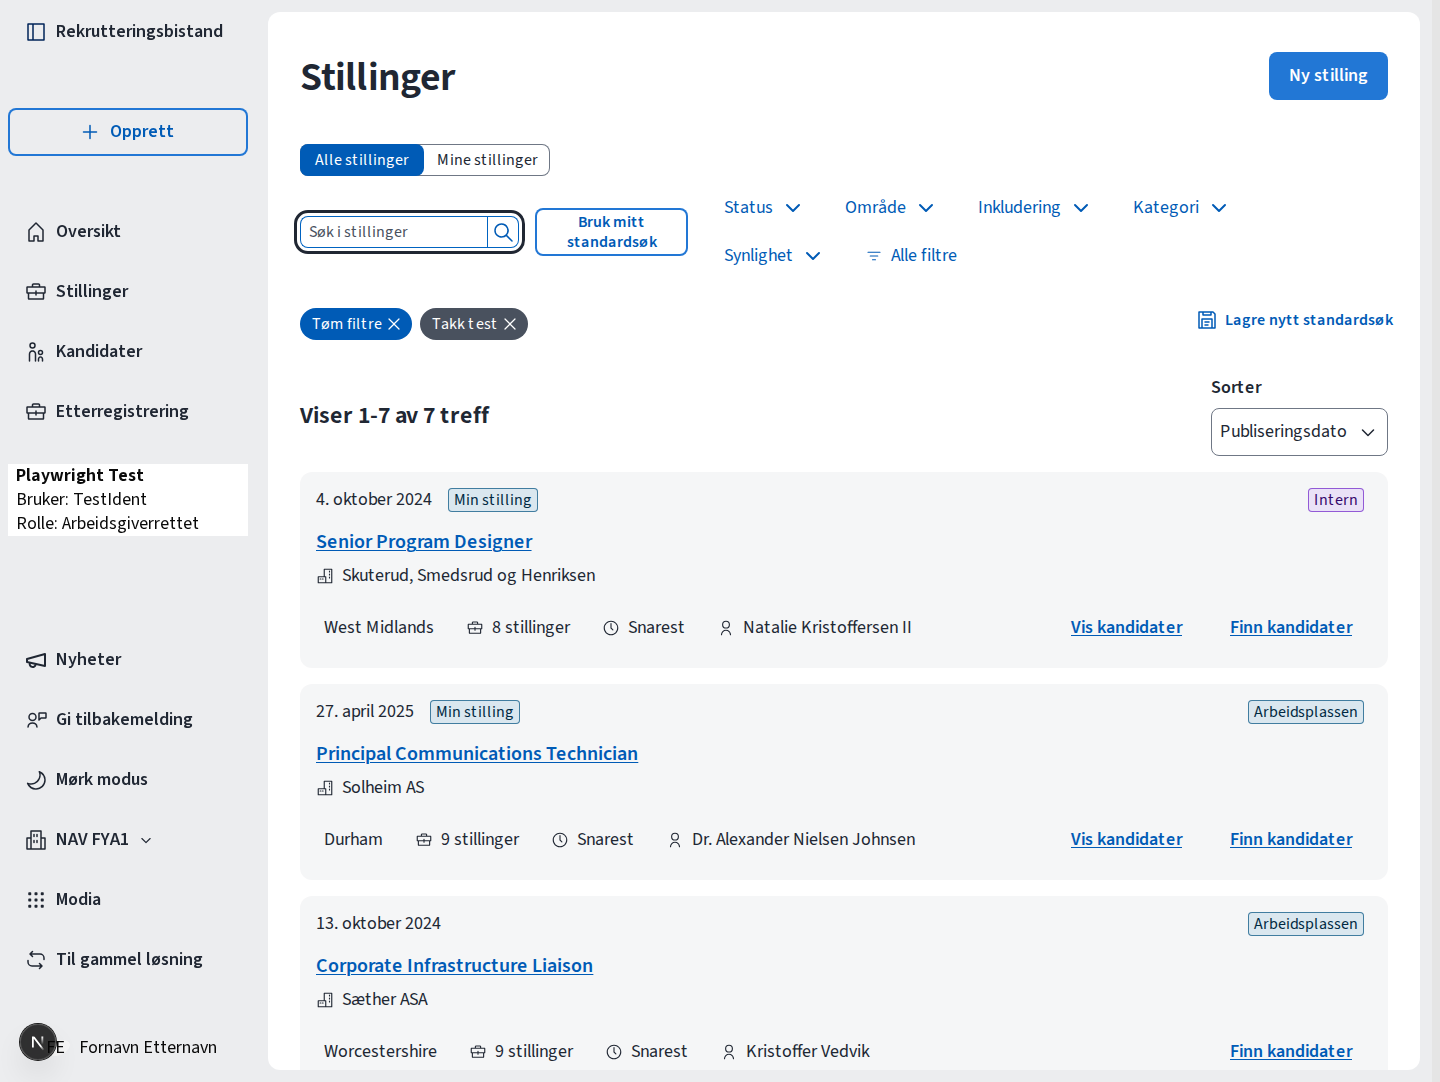 Rekrutteringsbistand
Opprett
Oversikt
Stillinger
Kandidater
Etterregistrering
Playwright Test
Bruker: TestIdent
Rolle: Arbeidsgiverrettet
Nyheter
Gi tilbakemelding
Mørk modus
NAV FYA1
Modia
Til gammel løsning
N
FE Fornavn Etternavn
Stillinger
Ny stilling
Alle stillinger Mine stillinger
Søk i stillinger
Bruk mitt
standardsøk
Status Område Inkludering Kategori
Synlighet Alle filtre
Tøm filtre Takk test
Lagre nytt standardsøk
Viser 1-7 av 7 treff
Sorter
Publiseringsdato
4. oktober 2024 Min stilling Intern
Senior Program Designer
Skuterud, Smedsrud og Henriksen
West Midlands 8 stillinger Snarest Natalie Kristoffersen II Vis kandidater Finn kandidater
27. april 2025 Min stilling Arbeidsplassen
Principal Communications Technician
Solheim AS
Durham 9 stillinger Snarest Dr. Alexander Nielsen Johnsen Vis kandidater Finn kandidater
13. oktober 2024 Arbeidsplassen
Corporate Infrastructure Liaison
Sæther ASA
Worcestershire 9 stillinger Snarest Kristoffer Vedvik Finn kandidater